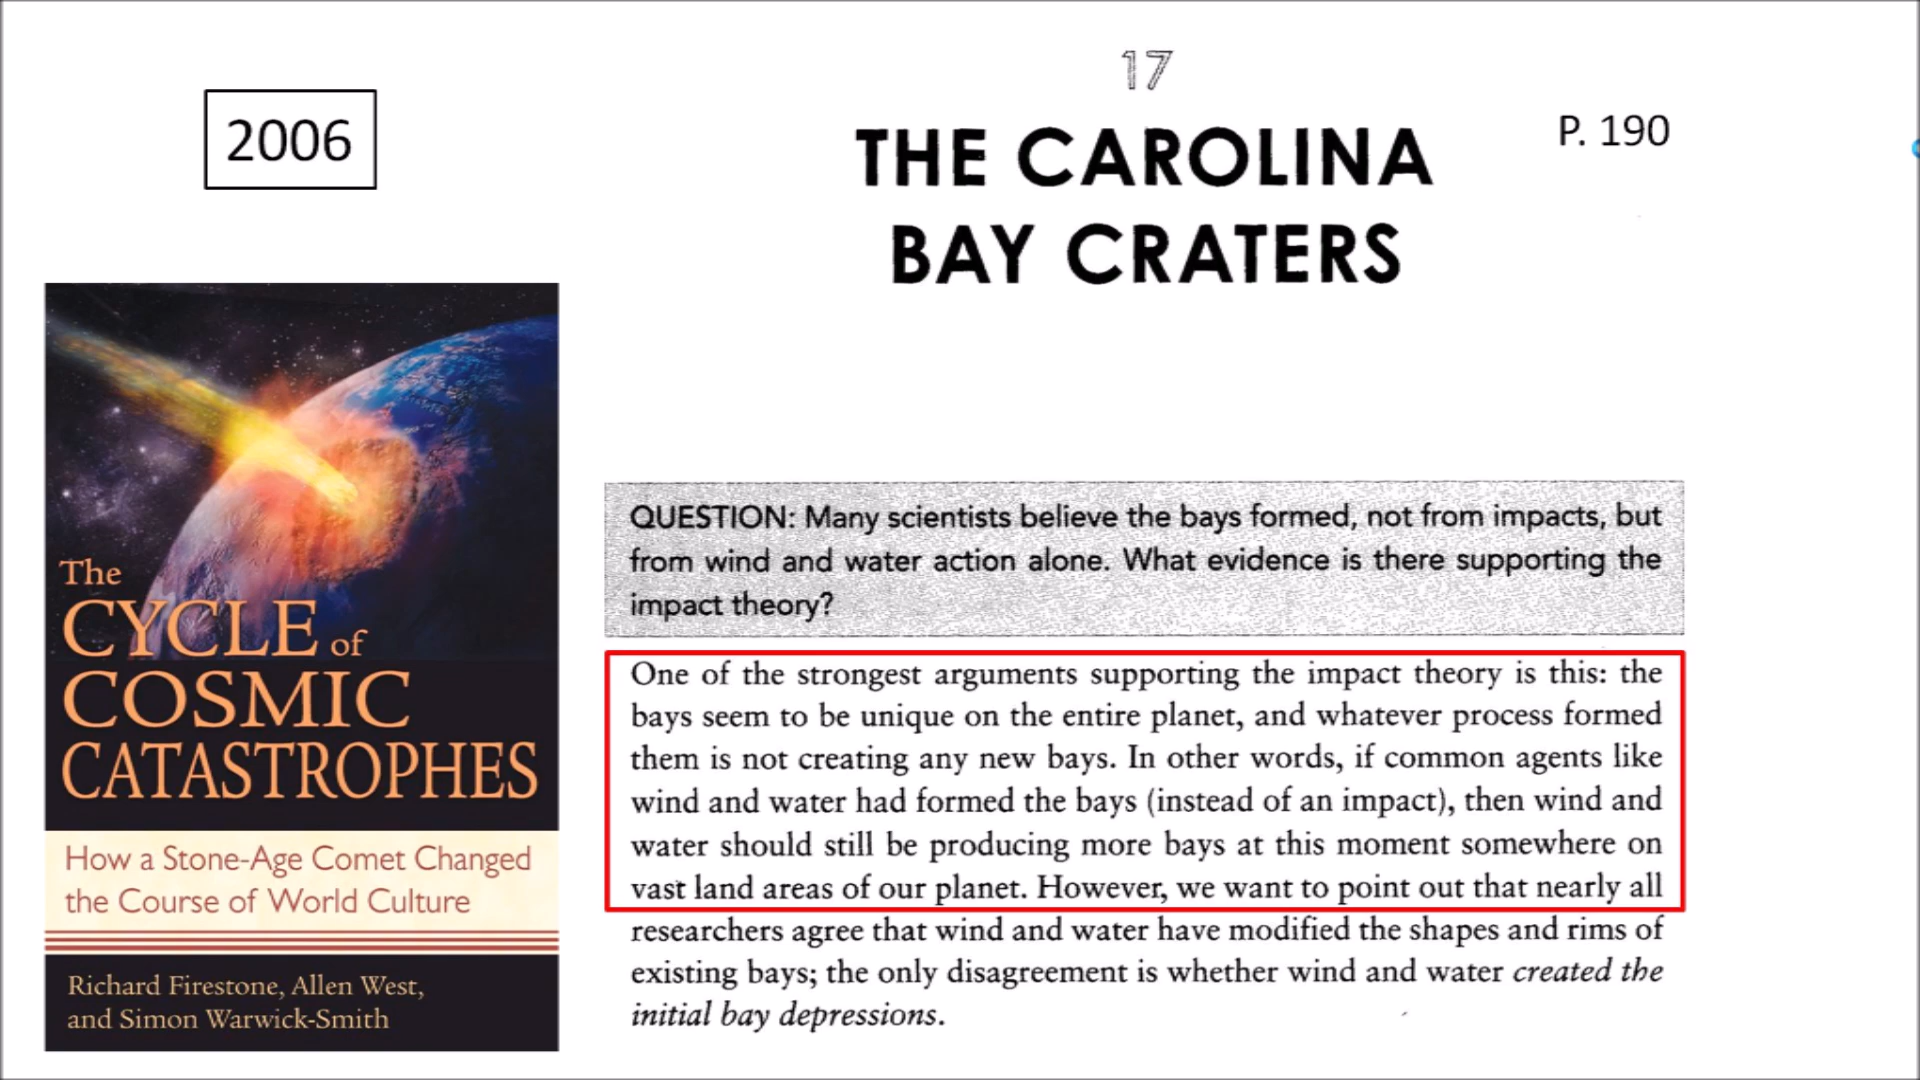 2006
The
CYCLE of
COSMIC
CATASTROPHES
How a Stone-Age Comet Changed
the Course of World Culture
Richard Firestone, Allen West,
and Simon Warwick-Smith
17
THE CAROLINA
BAY CRATERS
P. 190
QUESTION: Many scientists believe the bays formed, not from impacts, but
from wind and water action alone. What evidence is there supporting the
impact theory?
One of the strongest arguments supporting the impact theory is this: the
bays seem to be unique on the entire planet, and whatever process formed
them is not creating any new bays. In other words, if common agents like
wind and water had formed the bays (instead of an impact), then wind and
water should still be producing more bays at this moment somewhere on
vast land areas of our planet. However, we want to point out that nearly all
researchers agree that wind and water have modified the shapes and rims of
existing bays; the only disagreement is whether wind and water created the
initial bay depressions.